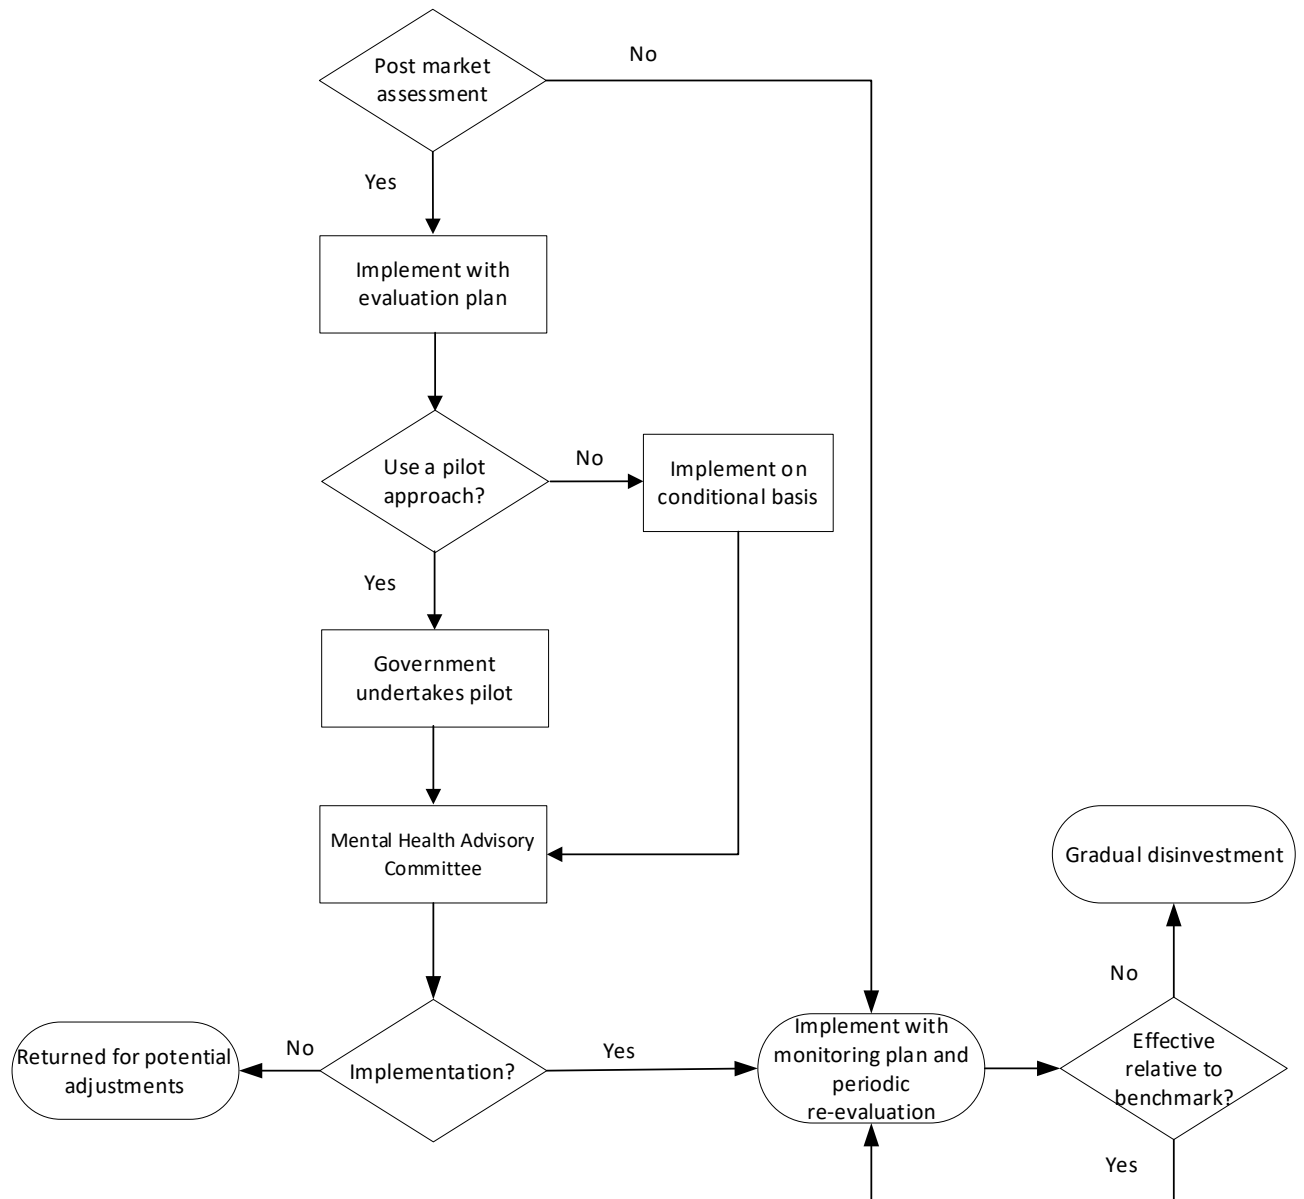 Post market
assessment
No
Yes
Implement with
evaluation plan
Use a pilot
approach?
No
Implement on
conditional basis
Yes
Government
undertakes pilot
Mental Health Advisory
Committee
Gradual disinvestment
No
Returned for potential
adjustments
No
Implementation?
Yes
Implement with
monitoring plan and
periodic
re-evaluation
Effective
relative to
benchmark?
Yes